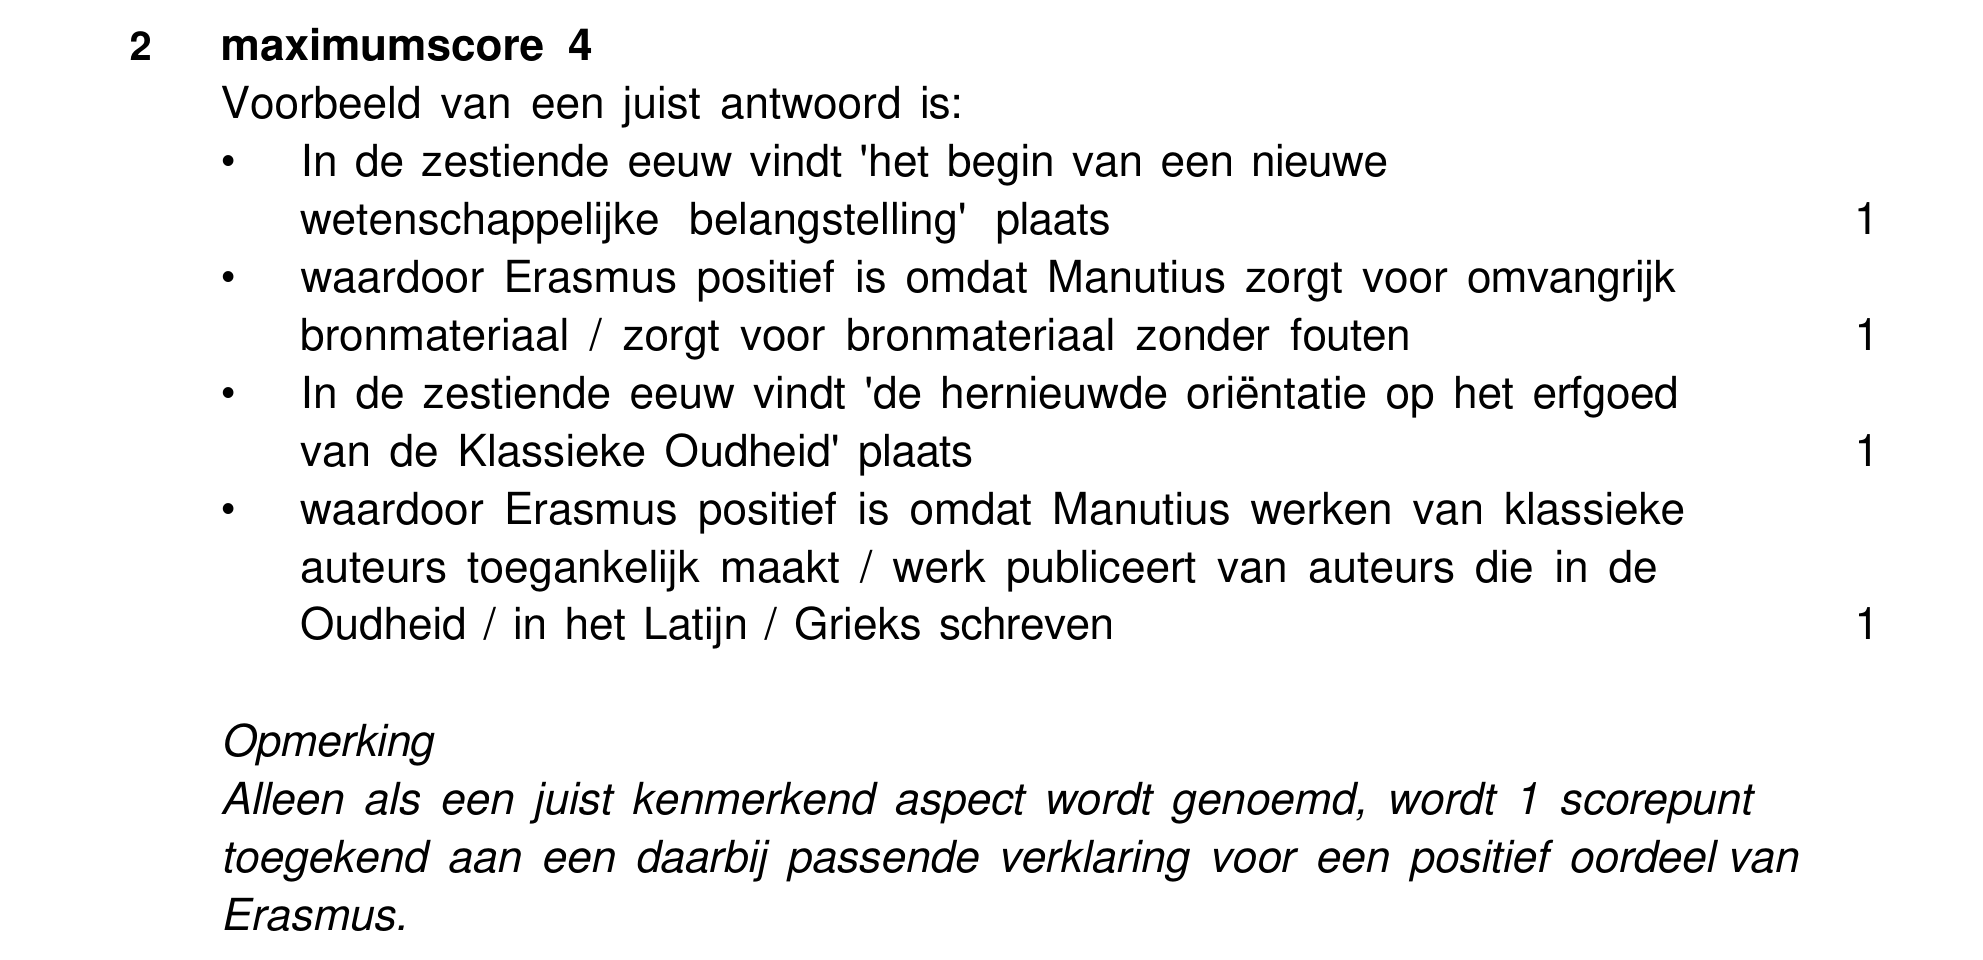 2 maximumscore 4
Voorbeeld van een juist antwoord is:
• In de zestiende eeuw vindt 'het begin van een nieuwe
wetenschappelijke belangstelling' plaats 1
• waardoor Erasmus positief is omdat Manutius zorgt voor omvangrijk
bronmateriaal / zorgt voor bronmateriaal zonder fouten 1
• In de zestiende eeuw vindt 'de hernieuwde oriëntatie op het erfgoed
van de Klassieke Oudheid' plaats 1
• waardoor Erasmus positief is omdat Manutius werken van klassieke
auteurs toegankelijk maakt / werk publiceert van auteurs die in de
Oudheid / in het Latijn / Grieks schreven 1
Opmerking
Alleen als een juist kenmerkend aspect wordt genoemd, wordt 1 scorepunt
toegekend aan een daarbij passende verklaring voor een positief oordeel van
Erasmus.